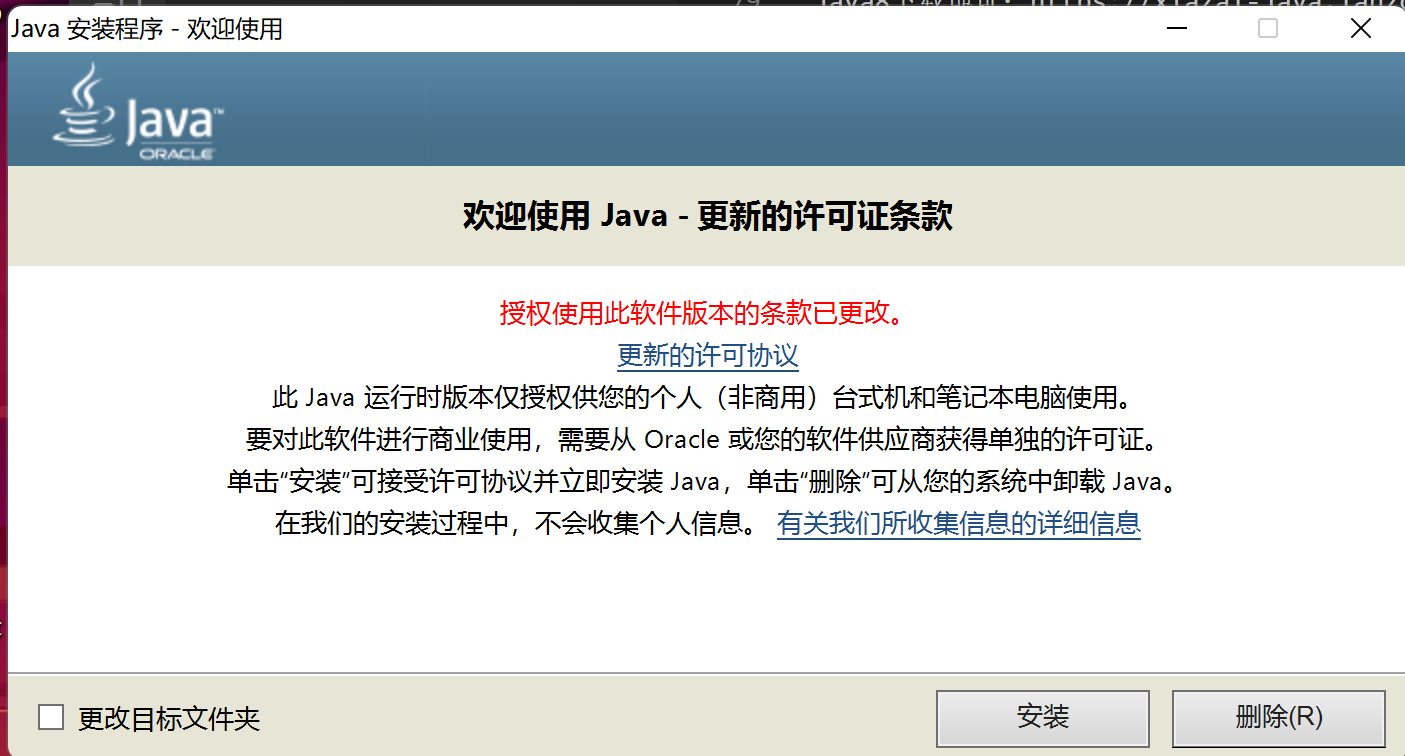 Java 安装程序 - 欢迎使用
Java™
ORACLE
欢迎使用 Java - 更新的许可证条款
授权使用此软件版本的条款已更改。
更新的许可协议
此 Java 运行时版本仅授权供您的个人（非商用）台式机和笔记本电脑使用。
要对此软件进行商业使用，需要从 Oracle 或您的软件供应商获得单独的许可证。
单击“安装”可接受许可协议并立即安装 Java，单击“删除”可从您的系统中卸载 Java。
在我们的安装过程中，不会收集个人信息。 有关我们所收集信息的详细信息
更改目标文件夹
安装
删除(R)